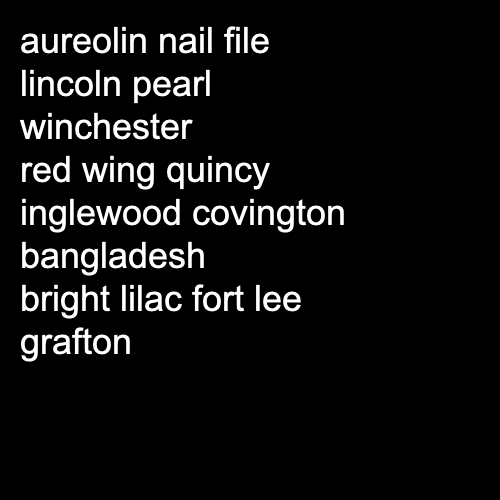 aureolin nail file
lincoln pearl
winchester
red wing quincy
inglewood covington
bangladesh
bright lilac fort lee
grafton